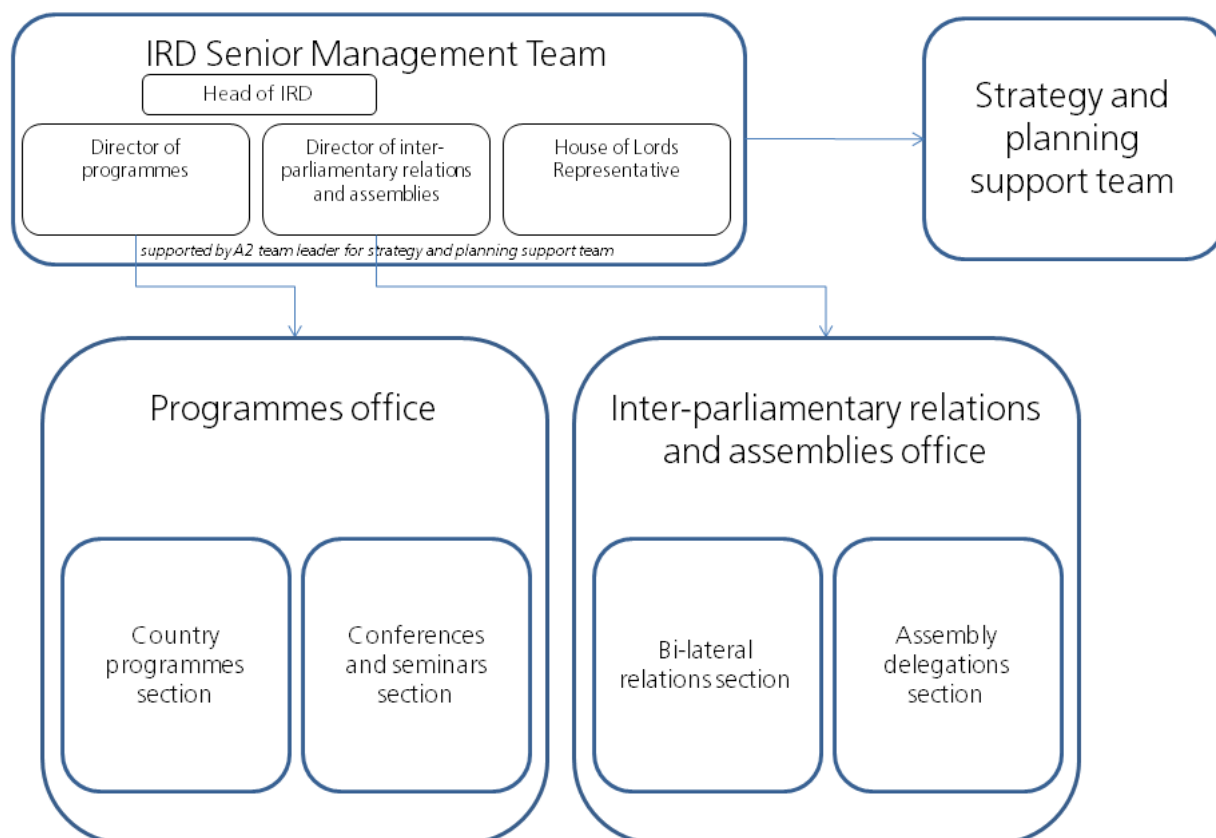 IRD Senior Management Team
Head of IRD
Director of
programmes
Director of inter-
parliamentary relations
and assemblies
House of Lords
Representative
supported by A2 team leader for strategy and planning support team
Strategy and
planning
support team
Programmes office
Country
programmes
section
Conferences
and seminars
section
Inter-parliamentary relations
and assemblies office
Bi-lateral
relations section
Assembly
delegations
section